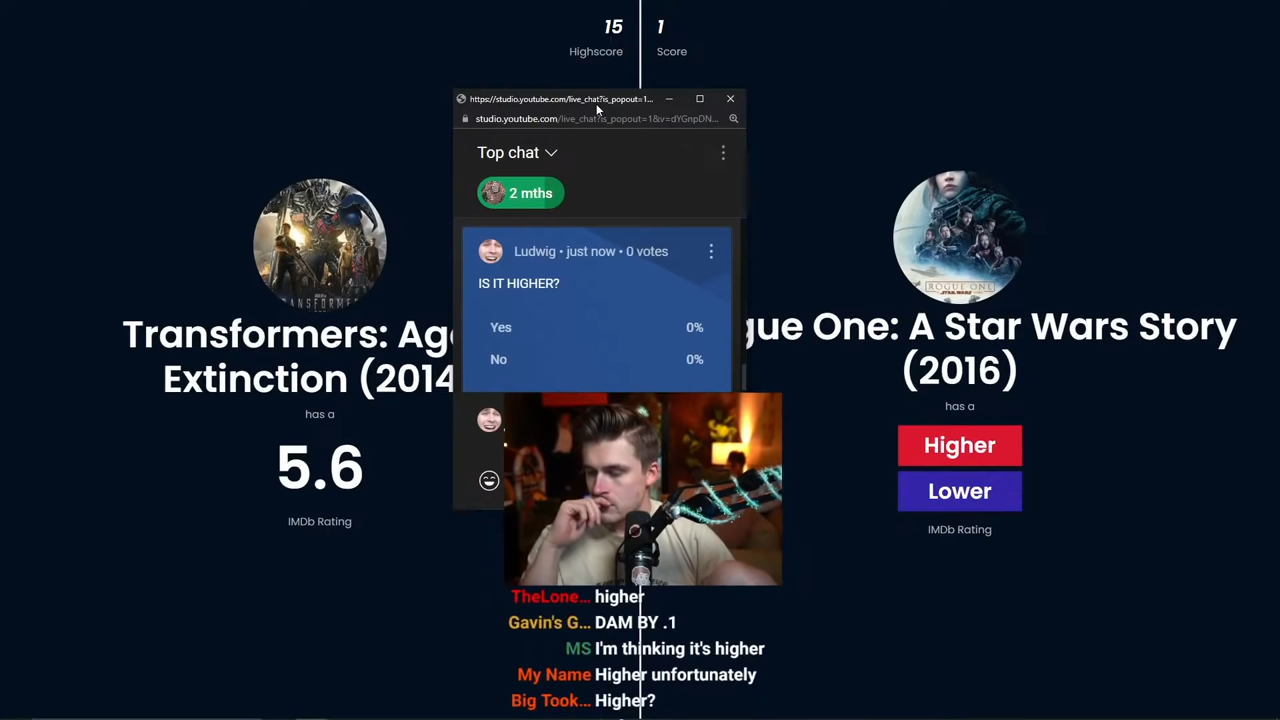 15
Highscore
1
Score
https://studio.youtube.com/live_chat?is_popout=1...
studio.youtube.com/live_chat?is_popout=1&v=dYGnpDN...
Top chat
2 mths
Ludwig • just now • 0 votes
IS IT HIGHER?
Yes 0%
No 0%
Transformers: Ag
Extinction (2014
has a
5.6
IMDb Rating
ROGUE ONE
gue One: A Star Wars Story
(2016)
has a
Higher
Lower
IMDb Rating
TheLone... higher
Gavin's G... DAM BY .1
MS I'm thinking it's higher
My Name Higher unfortunately
Big Took... Higher?